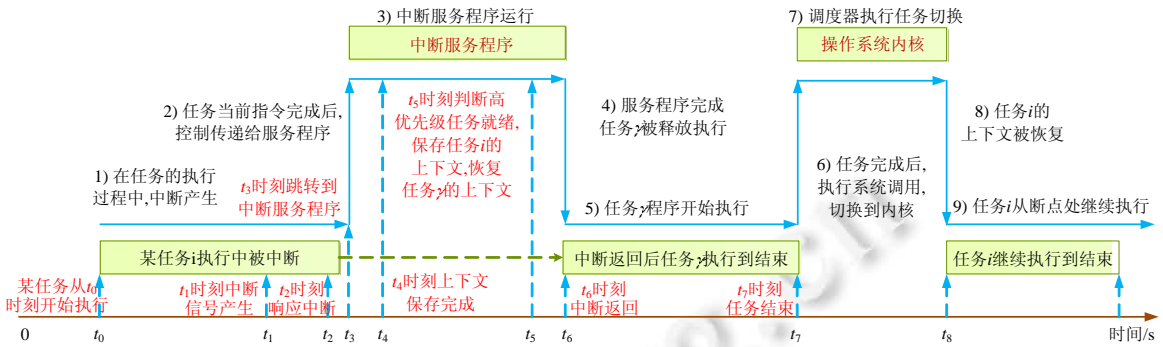 3) 中断服务程序运行
中断服务程序
7) 调度器执行任务切换
操作系统内核
2) 任务当前指令完成后,
控制传递给服务程序
t5时刻判断高
优先级任务就绪,
保存任务i的
上下文,恢复
任务j的上下文
4) 服务程序完成
任务j被释放执行
8) 任务i的
上下文被恢复
1) 在任务的执行
过程中,中断产生
t3时刻跳转到
中断服务程序
6) 任务完成后,
执行系统调用,
切换到内核
5) 任务j程序开始执行
9) 任务i从断点处继续执行
某任务i执行中被中断
中断返回后任务j执行到结束
任务i继续执行到结束
某任务从t0
时刻开始执行
t1时刻中断
信号产生
t2时刻
响应中断
t4时刻上下文
保存完成
t6时刻
中断返回
t7时刻
任务结束
0 t0 t1 t2 t3 t4 t5 t6 t7 t8 时间/s